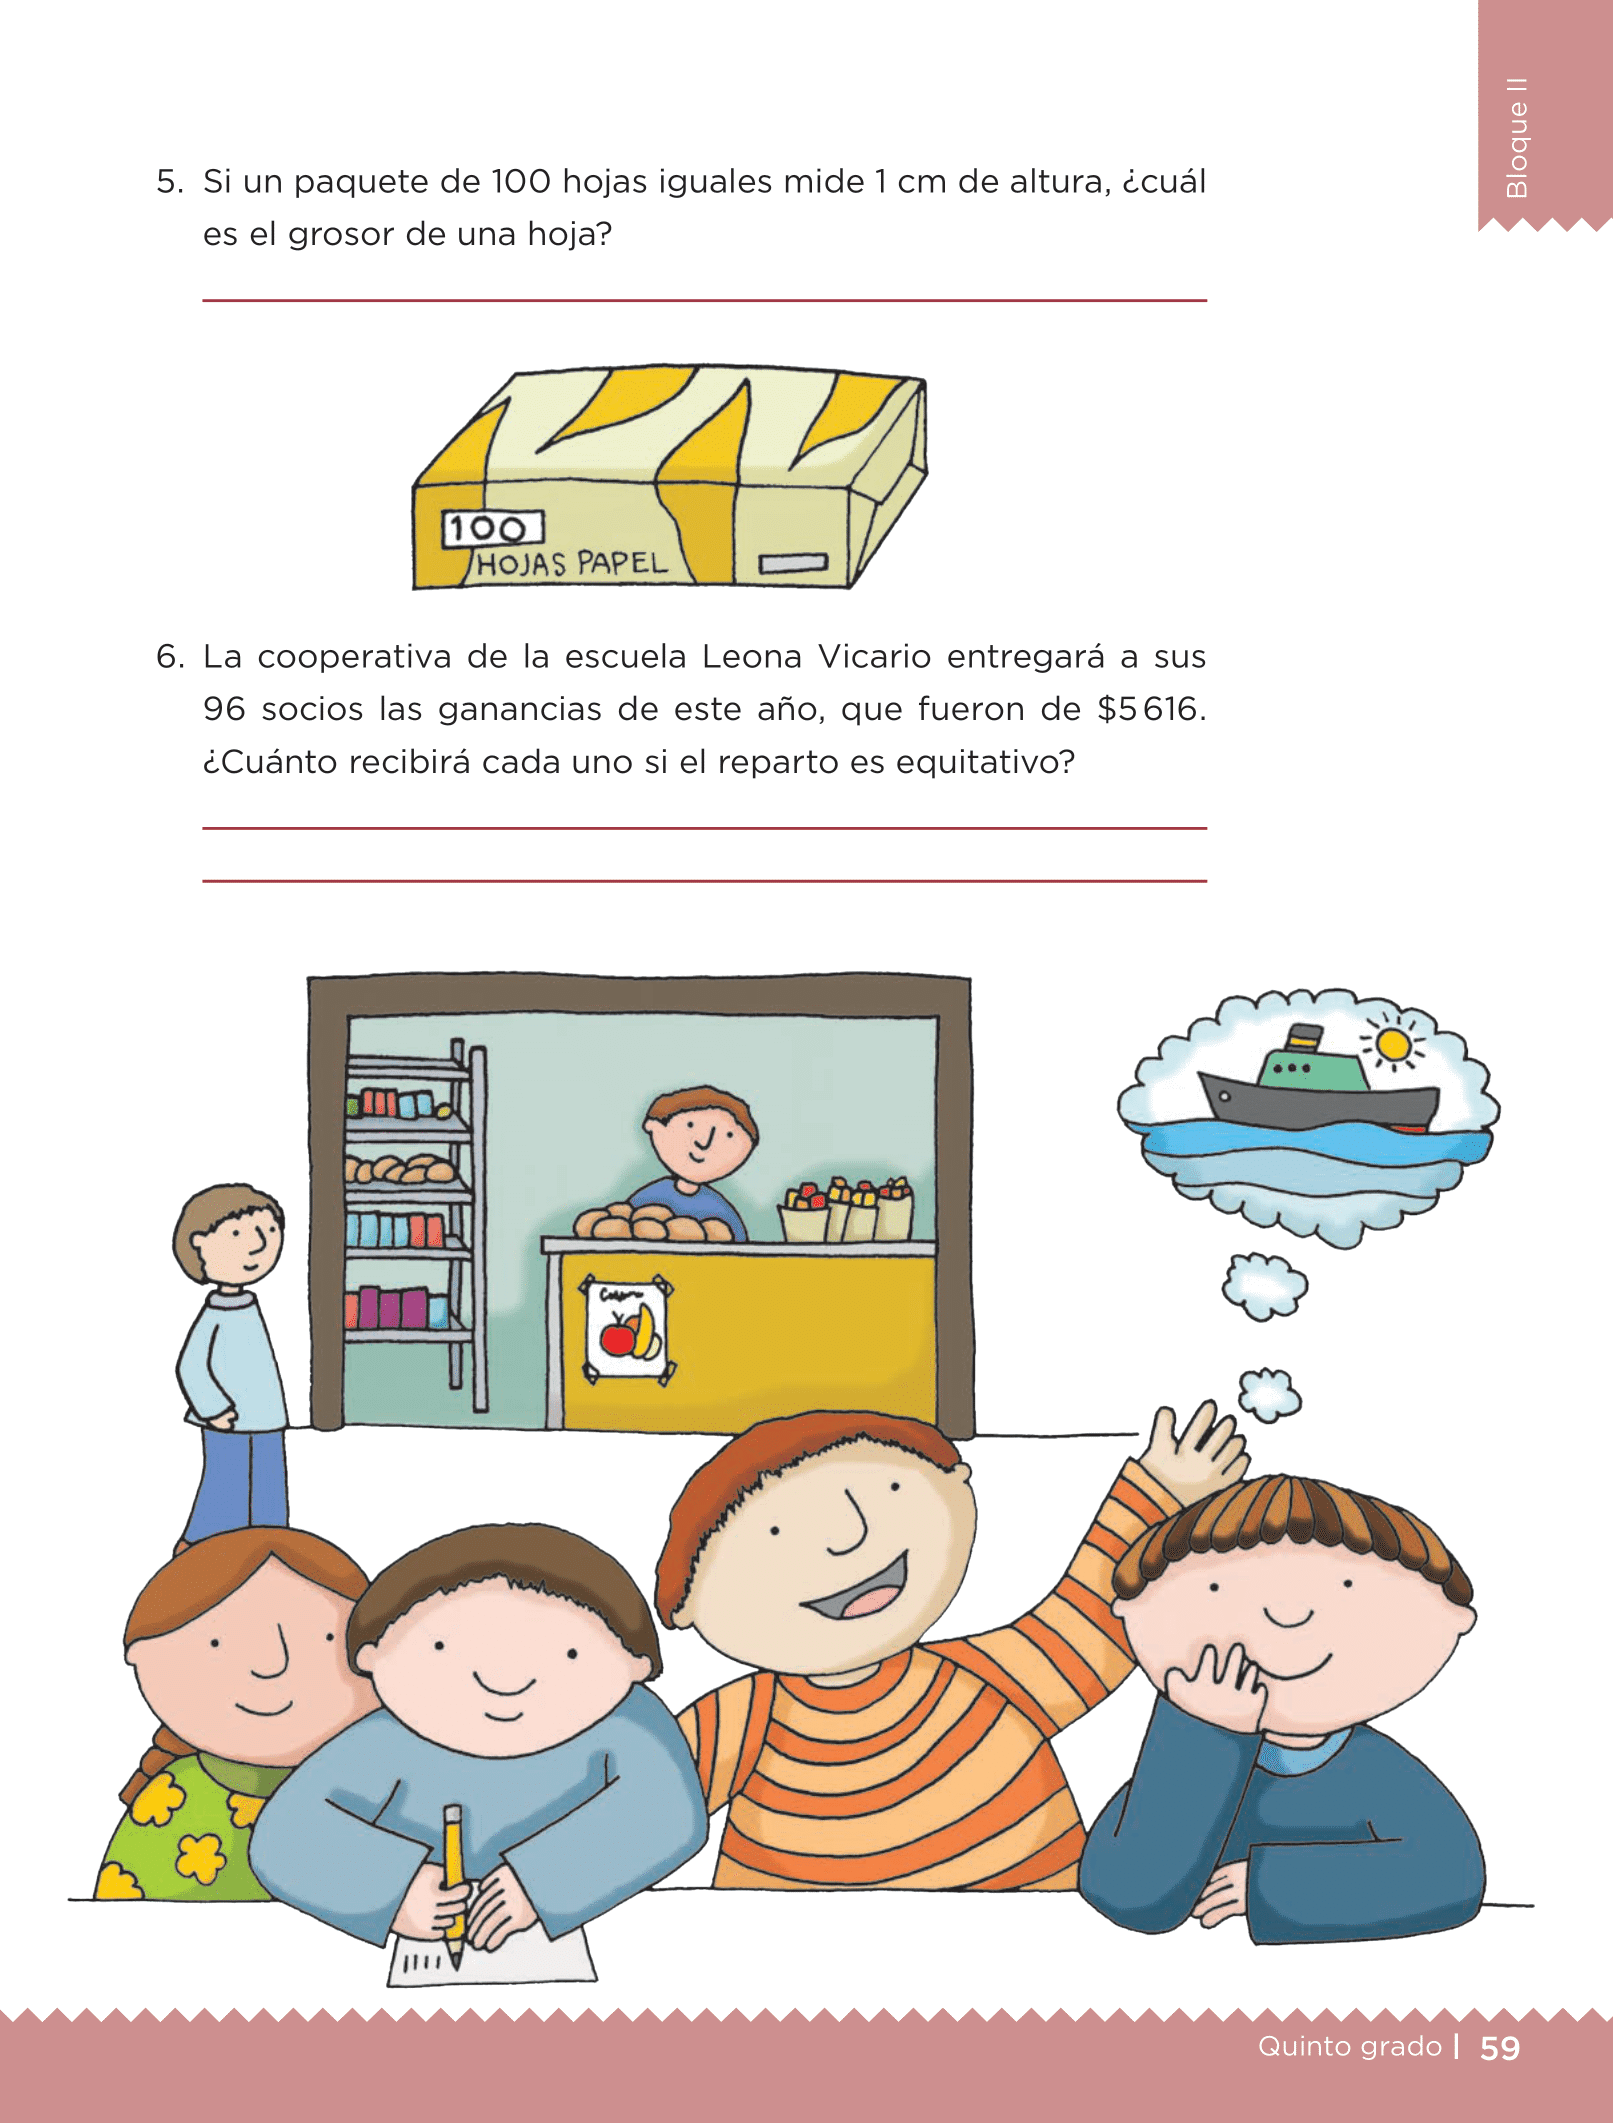 Bloque II
5. Si un paquete de 100 hojas iguales mide 1 cm de altura, ¿cuál
es el grosor de una hoja?
100
HOJAS PAPEL
6. La cooperativa de la escuela Leona Vicario entregará a sus
96 socios las ganancias de este año, que fueron de $5 616.
¿Cuánto recibirá cada uno si el reparto es equitativo?
Quinto grado | 59